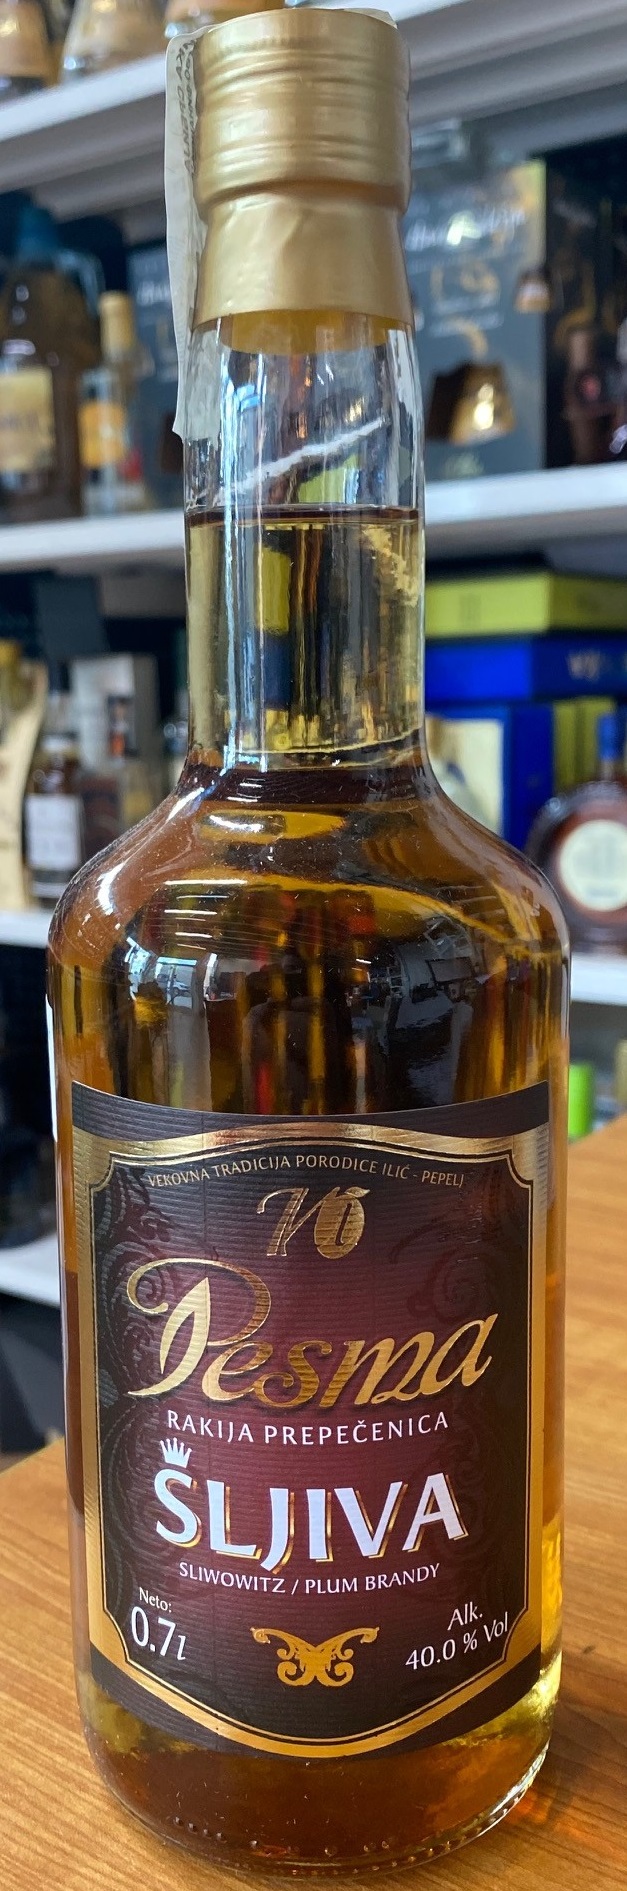 VEKOVNA TRADICIJA PORODICE ILIĆ - PEPELJ
Pesma
RAKIJA PREPEČENICA
ŠLJIVA
SLIWOWITZ / PLUM BRANDY
Neto:
0.7l
Alk.
40.0 % Vol